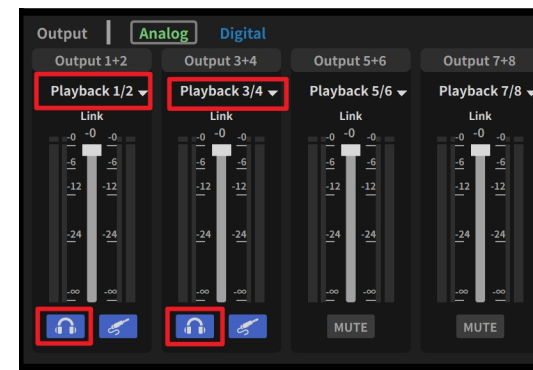 Output Analog Digital
Output 1+2 Output 3+4 Output 5+6 Output 7+8
Playback 1/2 Playback 3/4 Playback 5/6 Playback 7/8
Link Link Link Link
-0 -0 -0 -0 -0 -0 -0 -0 -0 -0 -0 -0
-6 -6 -6 -6 -6 -6 -6 -6
-12 -12 -12 -12 -12 -12 -12 -12
-24 -24 -24 -24 -24 -24 -24 -24
-∞ -∞ -∞ -∞ -∞ -∞ -∞ -∞
MUTE MUTE